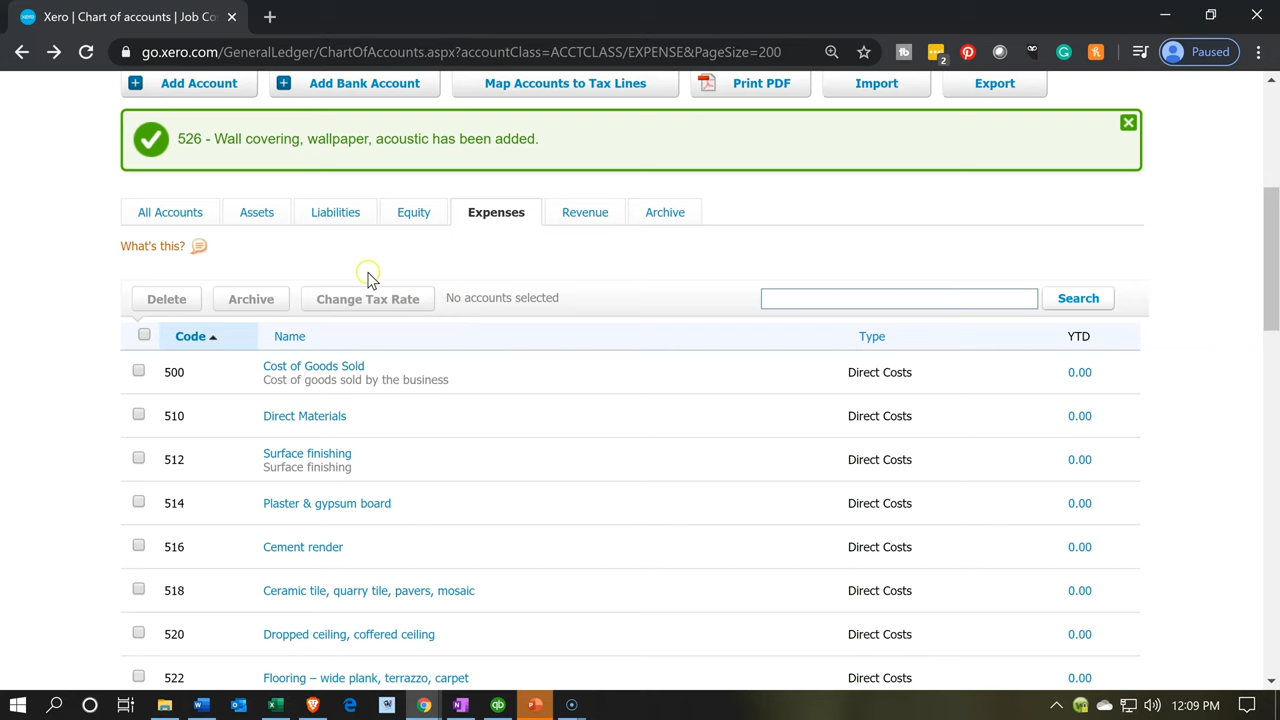 Xero | Chart of accounts | Job Co
go.xero.com/GeneralLedger/ChartOfAccounts.aspx?accountClass=ACCTCLASS/EXPENSE&PageSize=200
Paused
Add Account
Add Bank Account
Map Accounts to Tax Lines
Print PDF
Import
Export
526 - Wall covering, wallpaper, acoustic has been added.
All Accounts
Assets
Liabilities
Equity
Expenses
Revenue
Archive
What's this?
Delete
Archive
Change Tax Rate
No accounts selected
Search
Code Name Type YTD
500 Cost of Goods Sold Direct Costs 0.00
Cost of goods sold by the business
510 Direct Materials Direct Costs 0.00
512 Surface finishing Direct Costs 0.00
Surface finishing
514 Plaster & gypsum board Direct Costs 0.00
516 Cement render Direct Costs 0.00
518 Ceramic tile, quarry tile, pavers, mosaic Direct Costs 0.00
520 Dropped ceiling, coffered ceiling Direct Costs 0.00
522 Flooring – wide plank, terrazzo, carpet Direct Costs 0.00
12:09 PM